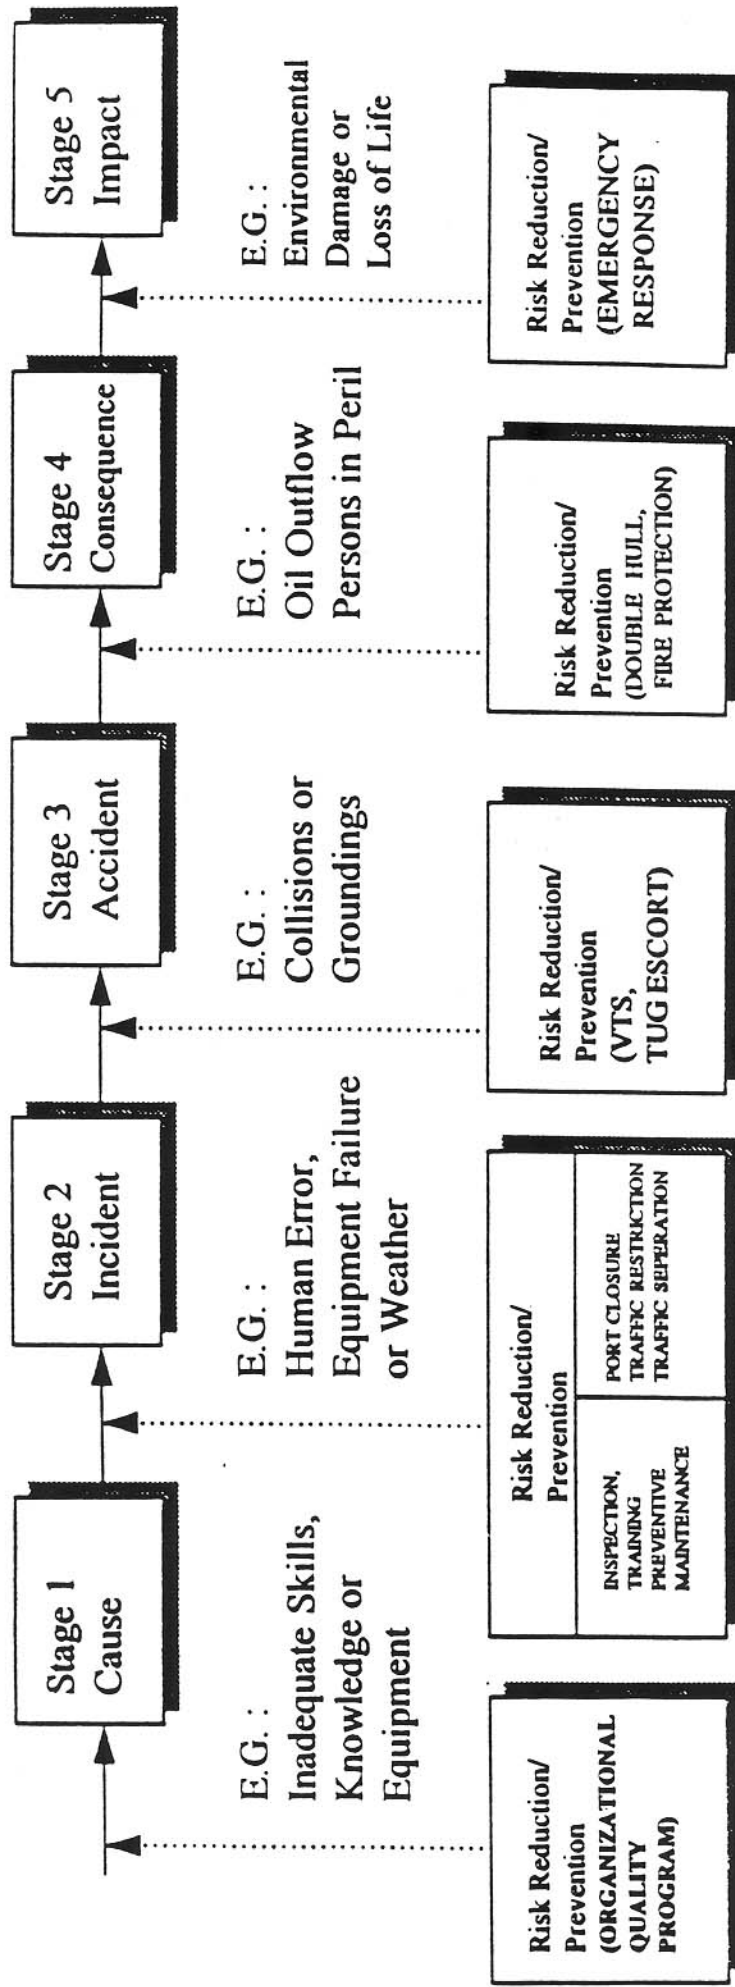 Stage 1
Cause
Stage 2
Incident
Stage 3
Accident
Stage 4
Consequence
Stage 5
Impact
E.G. :
Inadequate Skills,
Knowledge or
Equipment
E.G. :
Human Error,
Equipment Failure
or Weather
E.G. :
Collisions or
Groundings
E.G. :
Oil Outflow
Persons in Peril
E.G. :
Environmental
Damage or
Loss of Life
Risk Reduction/
Prevention
(ORGANIZATIONAL
QUALITY
PROGRAM)
Risk Reduction/
Prevention
INSPECTION,
TRAINING
PREVENTIVE
MAINTENANCE
PORT CLOSURE
TRAFFIC RESTRICTION
TRAFFIC SEPERATION
Risk Reduction/
Prevention
(VTS,
TUG ESCORT)
Risk Reduction/
Prevention
(DOUBLE HULL,
FIRE PROTECTION)
Risk Reduction/
Prevention
(EMERGENCY
RESPONSE)